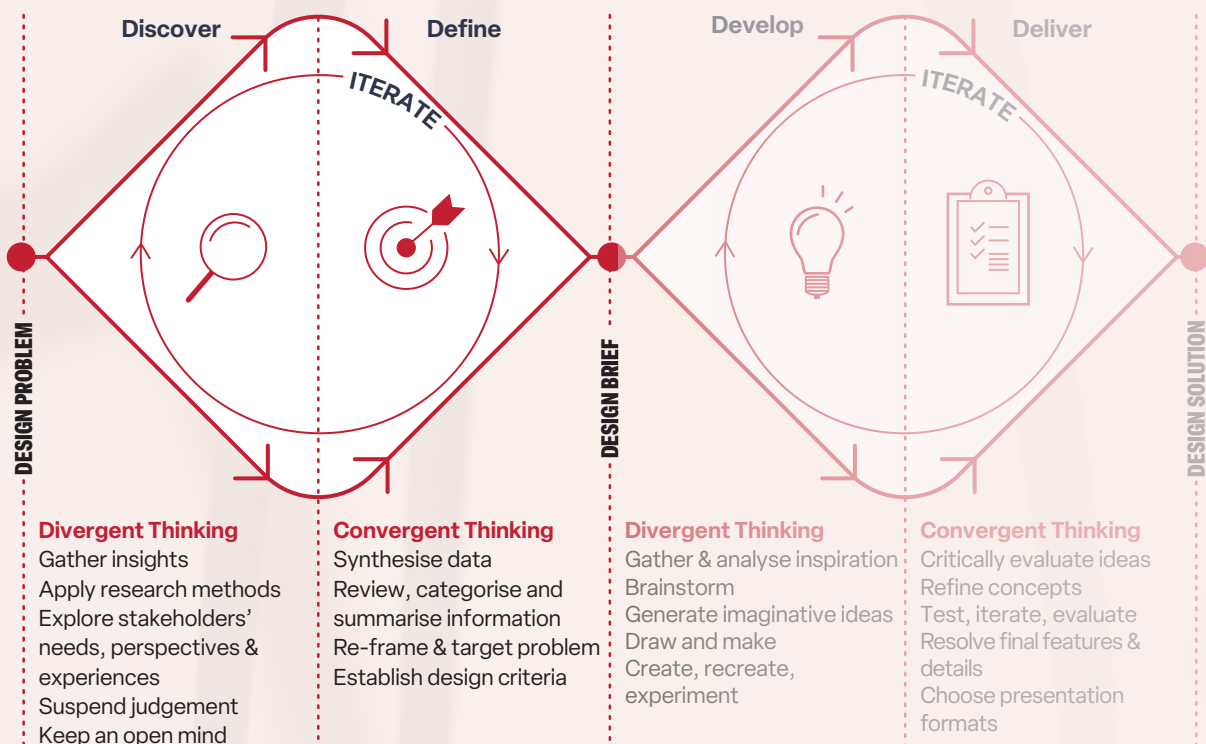 Discover
Define
Develop
Deliver
ITERATE
ITERATE
DESIGN PROBLEM
DESIGN BRIEF
DESIGN SOLUTION
Divergent Thinking
Gather insights
Apply research methods
Explore stakeholders’
needs, perspectives &
experiences
Suspend judgement
Keep an open mind
Convergent Thinking
Synthesise data
Review, categorise and
summarise information
Re-frame & target problem
Establish design criteria
Divergent Thinking
Gather & analyse inspiration
Brainstorm
Generate imaginative ideas
Draw and make
Create, recreate,
experiment
Convergent Thinking
Critically evaluate ideas
Refine concepts
Test, iterate, evaluate
Resolve final features &
details
Choose presentation
formats